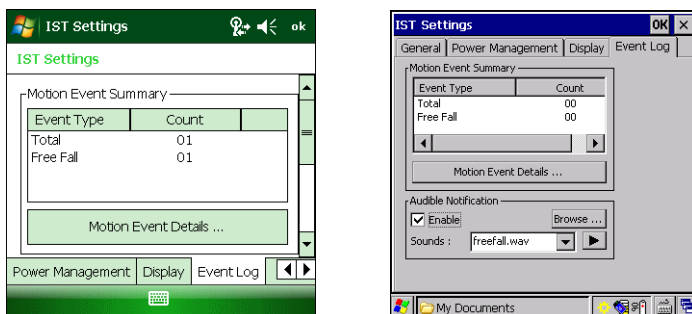 IST Settings ok
IST Settings
Motion Event Summary
Event Type Count
Total 01
Free Fall 01
Motion Event Details ...
Power Management Display Event Log
IST Settings OK ×
General Power Management Display Event Log
Motion Event Summary
Event Type Count
Total 00
Free Fall 00
Motion Event Details ...
Audible Notification
Enable Browse ...
Sounds : freefall.wav
My Documents